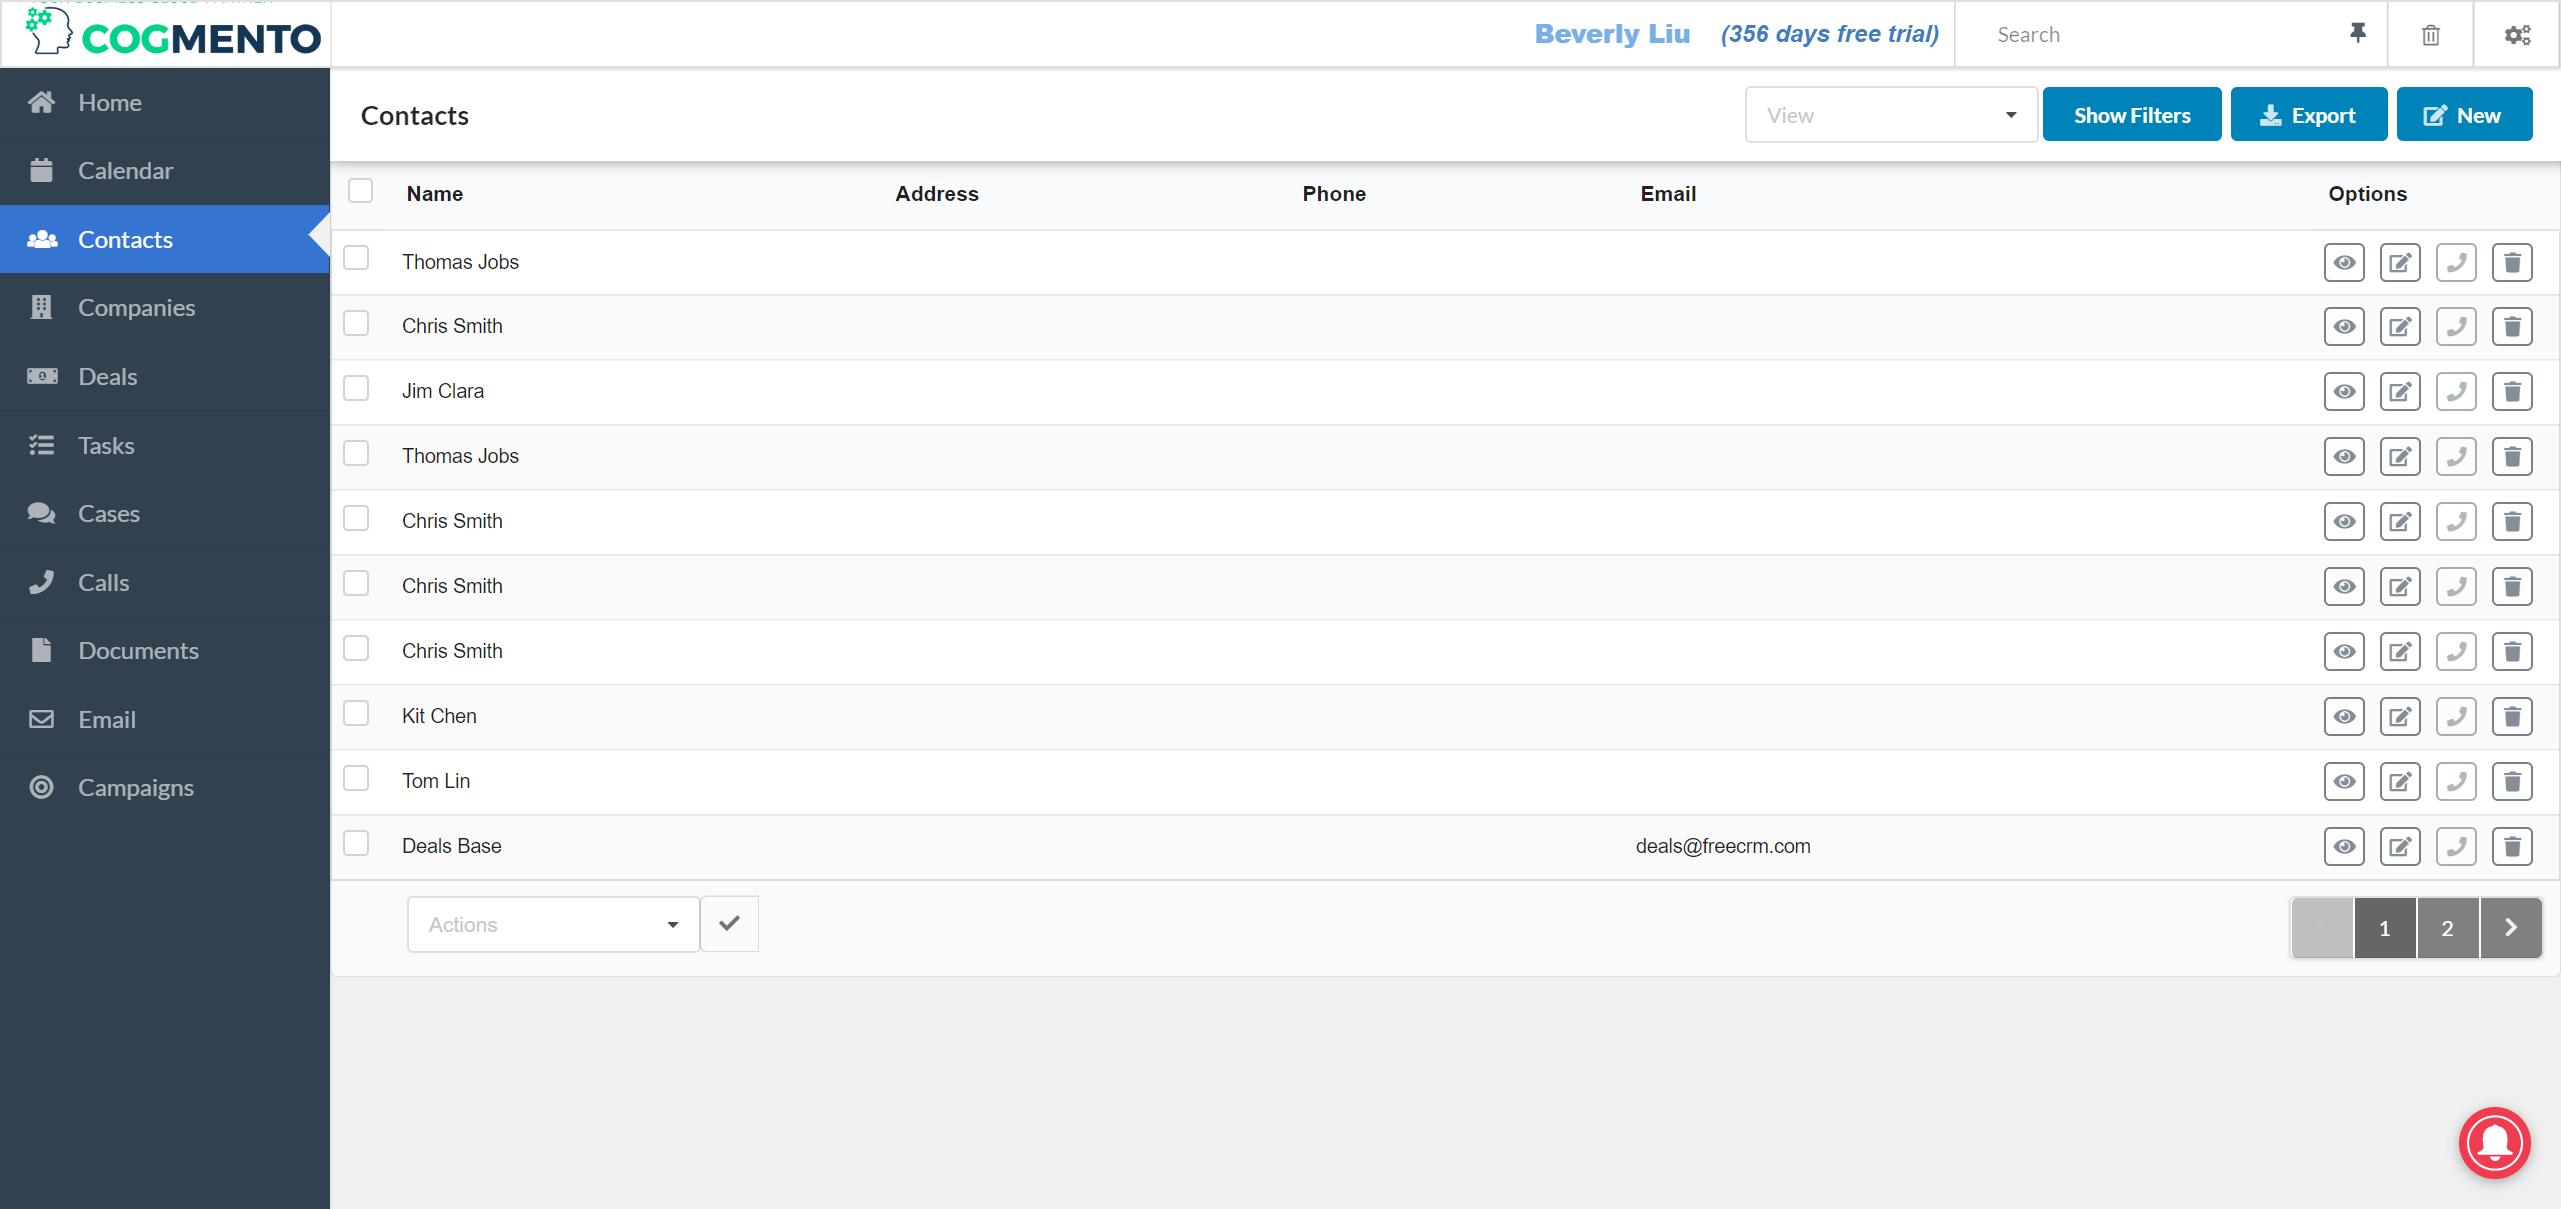 COGMENTO
Beverly Liu (356 days free trial)
Search
Home
Calendar
Contacts
Companies
Deals
Tasks
Cases
Calls
Documents
Email
Campaigns
Contacts
View
Show Filters
Export
New
Name Address Phone Email Options
Thomas Jobs
Chris Smith
Jim Clara
Thomas Jobs
Chris Smith
Chris Smith
Chris Smith
Kit Chen
Tom Lin
Deals Base deals@freecrm.com
Actions
1 2